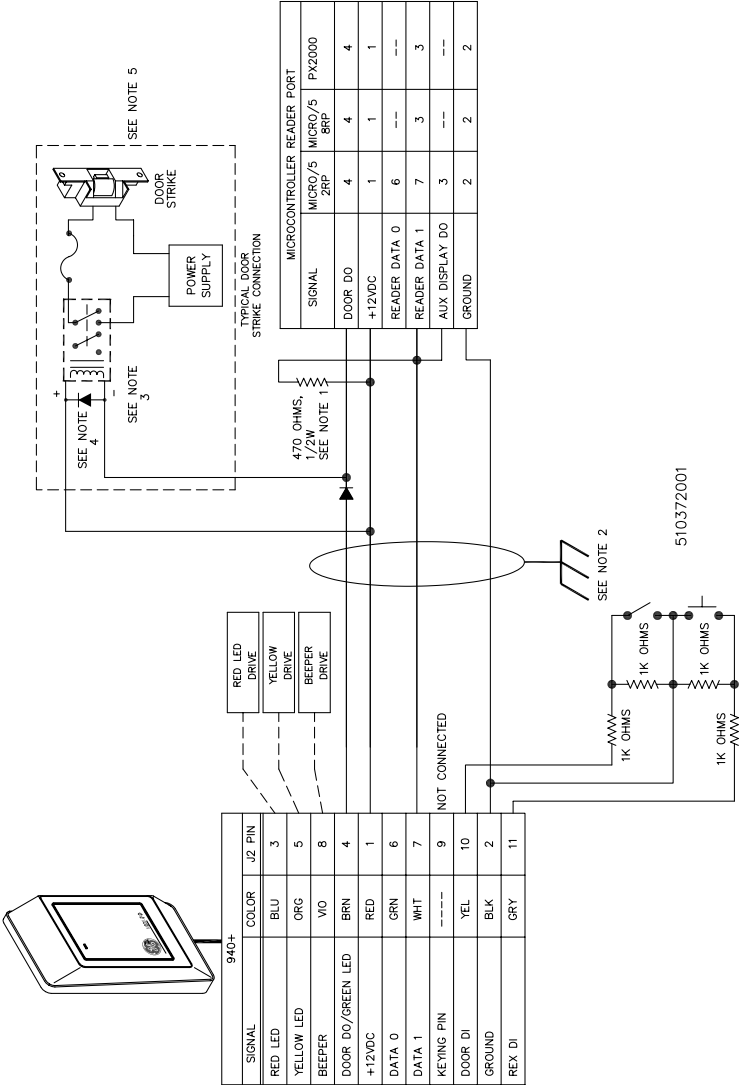 940+
SIGNAL COLOR J2 PIN
RED LED BLU 3
YELLOW LED ORG 5
BEEPER VIO 8
DOOR DO/GREEN LED BRN 4
+12VDC RED 1
DATA 0 GRN 6
DATA 1 WHT 7
KEYING PIN ---- 9
DOOR DI YEL 10
GROUND BLK 2
REX DI GRY 11
RED LED
DRIVE
YELLOW
DRIVE
BEEPER
DRIVE
NOT CONNECTED
1K OHMS
1K OHMS
1K OHMS
1K OHMS
SEE NOTE 2
510372001
470 OHMS,
1/2W
SEE NOTE 1
SEE NOTE
4
+
-
SEE NOTE
3
POWER
SUPPLY
DOOR
STRIKE
TYPICAL DOOR
STRIKE CONNECTION
SEE NOTE 5
MICROCONTROLLER READER PORT
SIGNAL MICRO/5 2RP MICRO/5 8RP PX2000
DOOR DO 4 4 4
+12VDC 1 1 1
READER DATA 0 6 -- --
READER DATA 1 7 3 3
AUX DISPLAY DO 3 -- --
GROUND 2 2 2